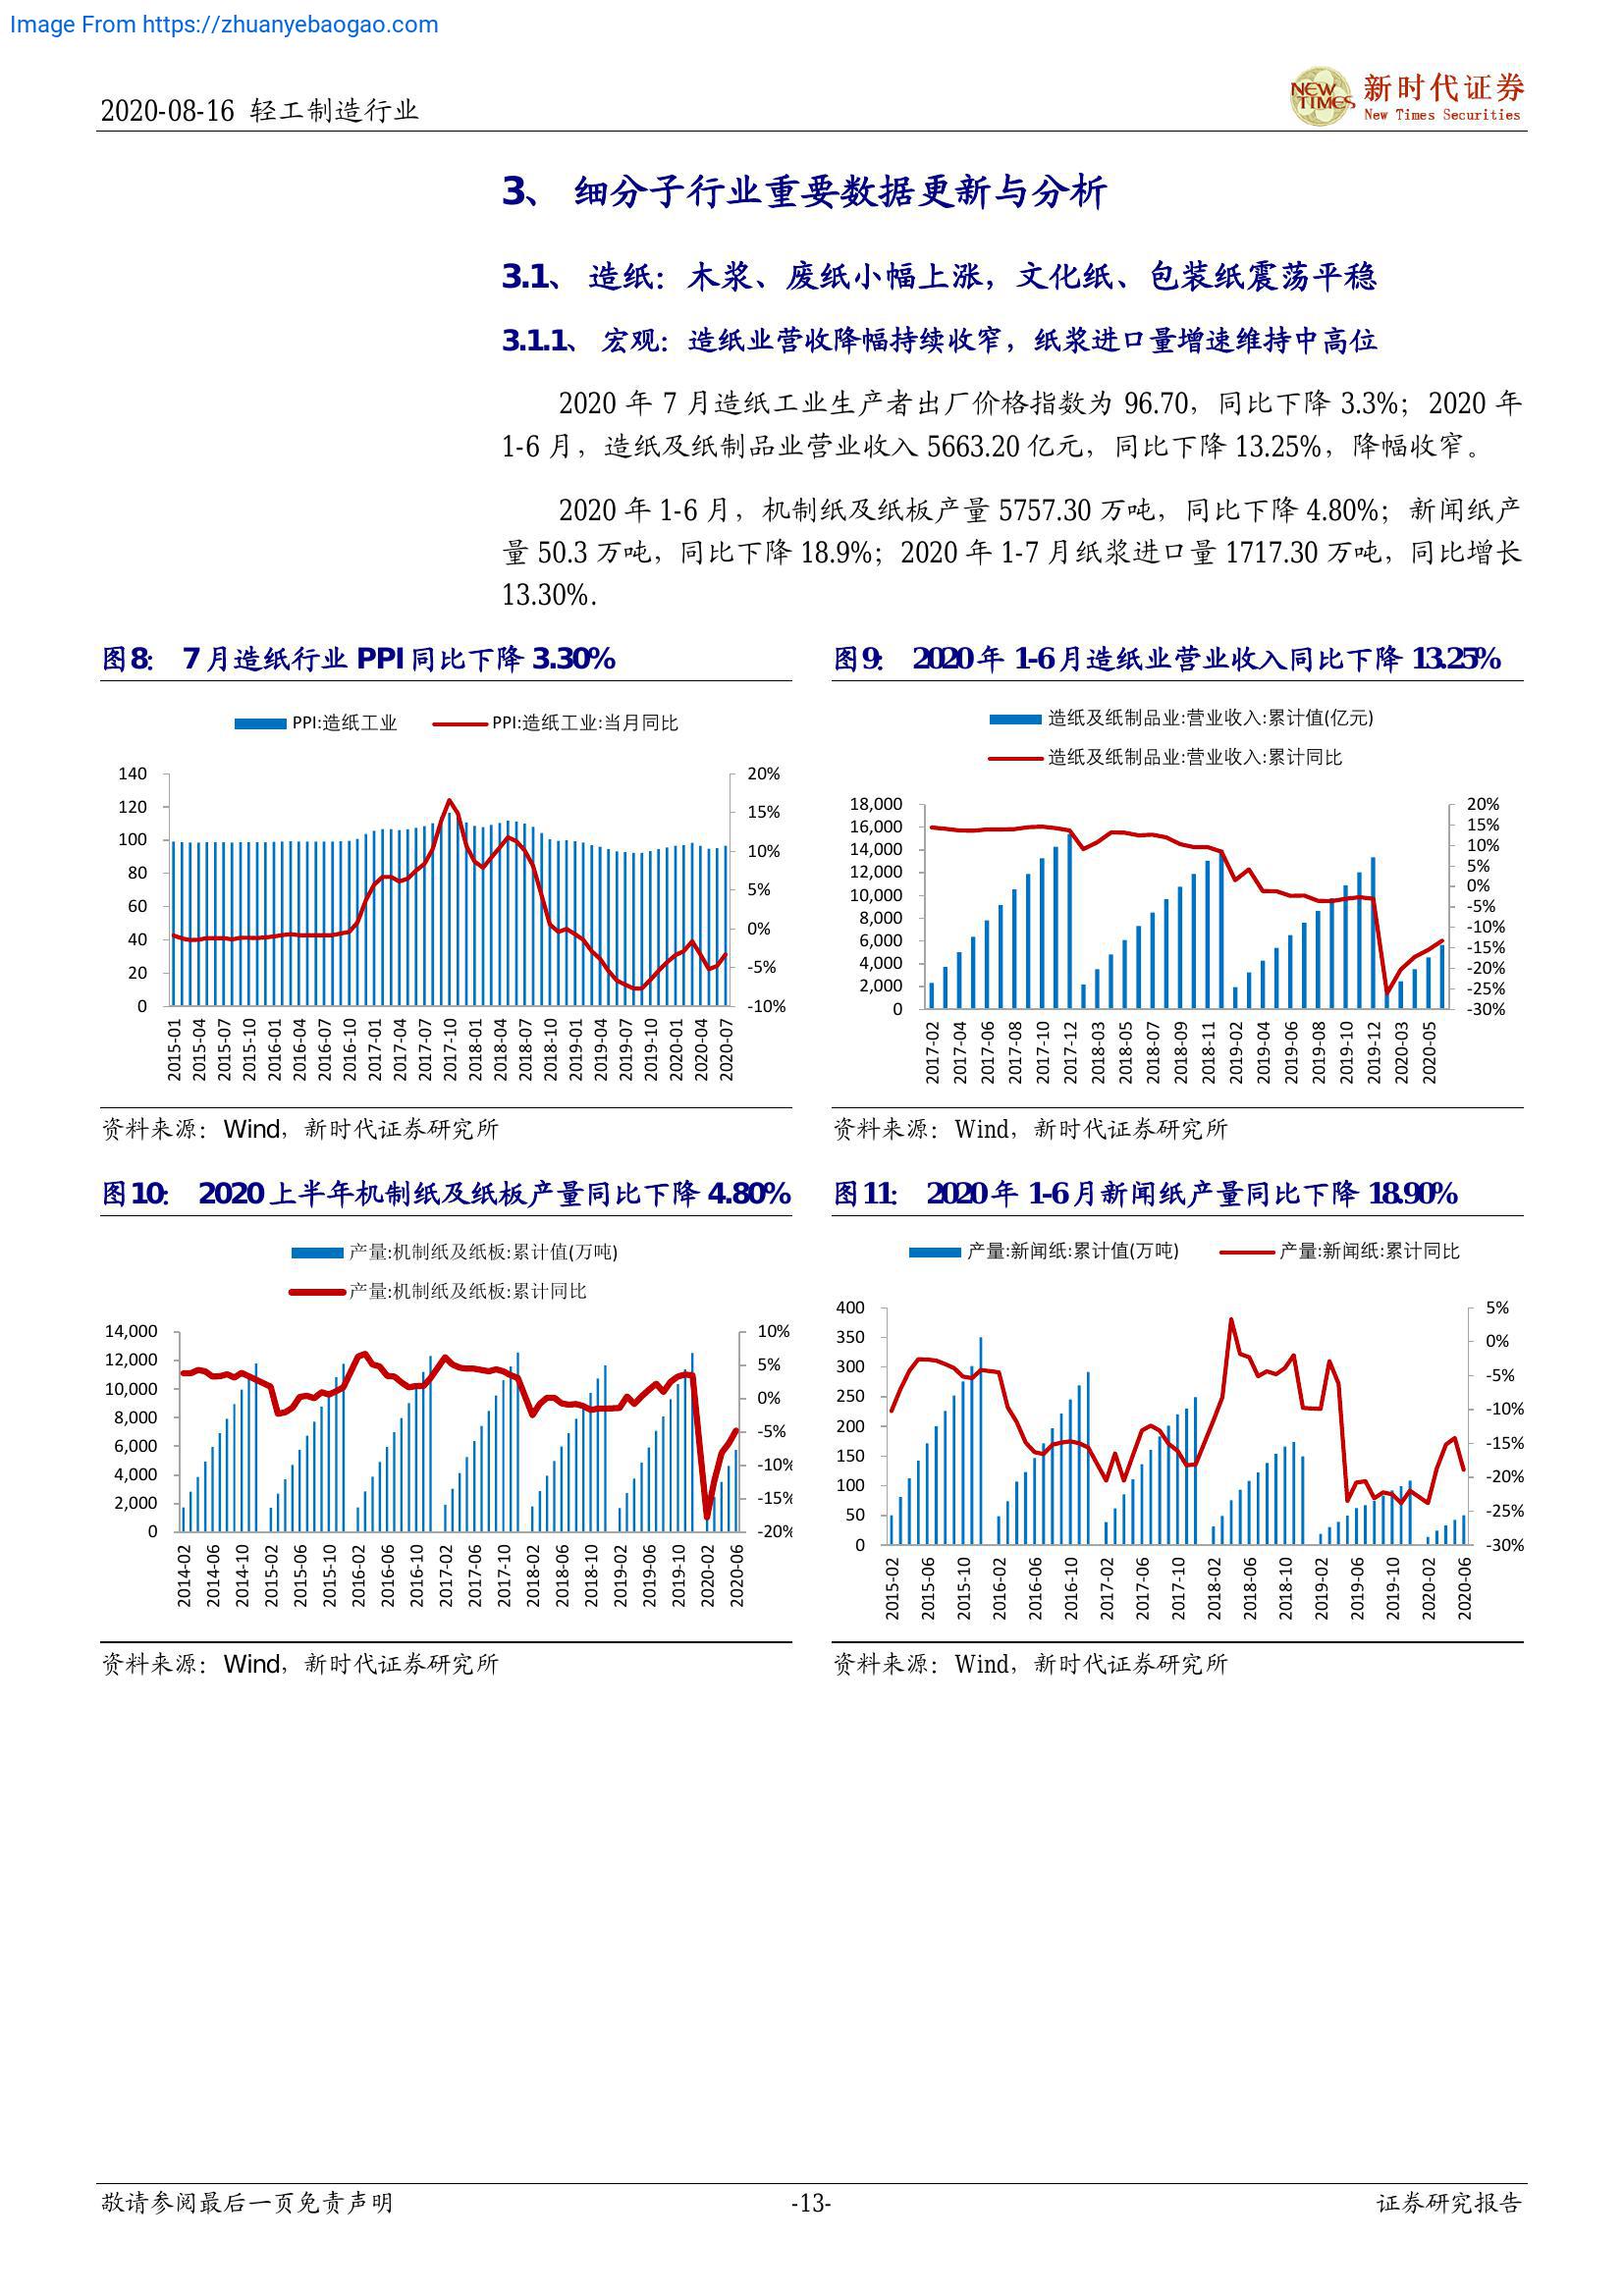 Image From https://zhuanyebaogao.com
2020-08-16 轻工制造行业
NEW TIMES
新时代证券
New Times Securities
3、 细分子行业重要数据更新与分析
3.1、 造纸：木浆、废纸小幅上涨，文化纸、包装纸震荡平稳
3.1.1、 宏观：造纸业营收降幅持续收窄，纸浆进口量增速维持中高位
2020 年 7 月造纸工业生产者出厂价格指数为 96.70，同比下降 3.3%；2020 年
1-6 月，造纸及纸制品业营业收入 5663.20 亿元，同比下降 13.25%，降幅收窄。
2020 年 1-6 月，机制纸及纸板产量 5757.30 万吨，同比下降 4.80%；新闻纸产
量 50.3 万吨，同比下降 18.9%；2020 年 1-7 月纸浆进口量 1717.30 万吨，同比增长
13.30%.
图 8： 7 月造纸行业 PPI 同比下降 3.30%
PPI:造纸工业 PPI:造纸工业:当月同比
140
120
100
80
60
40
20
0
20%
15%
10%
5%
0%
-5%
-10%
2015-01 2015-04 2015-07 2015-10 2016-01 2016-04 2016-07 2016-10 2017-01 2017-04 2017-07 2017-10 2018-01 2018-04 2018-07 2018-10 2019-01 2019-04 2019-07 2019-10 2020-01 2020-04 2020-07
资料来源：Wind，新时代证券研究所
图 9： 2020 年 1-6 月造纸业营业收入同比下降 13.25%
造纸及纸制品业:营业收入:累计值(亿元)
造纸及纸制品业:营业收入:累计同比
18,000
16,000
14,000
12,000
10,000
8,000
6,000
4,000
2,000
0
20%
15%
10%
5%
0%
-5%
-10%
-15%
-20%
-25%
-30%
2017-02 2017-04 2017-06 2017-08 2017-10 2017-12 2018-03 2018-05 2018-07 2018-09 2018-11 2019-02 2019-04 2019-06 2019-08 2019-10 2019-12 2020-03 2020-05
资料来源：Wind，新时代证券研究所
图 10： 2020 上半年机制纸及纸板产量同比下降 4.80%
产量:机制纸及纸板:累计值(万吨)
产量:机制纸及纸板:累计同比
14,000
12,000
10,000
8,000
6,000
4,000
2,000
0
10%
5%
0%
-5%
-10%
-15%
-20%
2014-02 2014-06 2014-10 2015-02 2015-06 2015-10 2016-02 2016-06 2016-10 2017-02 2017-06 2017-10 2018-02 2018-06 2018-10 2019-02 2019-06 2019-10 2020-02 2020-06
资料来源：Wind，新时代证券研究所
图 11： 2020 年 1-6 月新闻纸产量同比下降 18.90%
产量:新闻纸:累计值(万吨) 产量:新闻纸:累计同比
400
350
300
250
200
150
100
50
0
5%
0%
-5%
-10%
-15%
-20%
-25%
-30%
2015-02 2015-06 2015-10 2016-02 2016-06 2016-10 2017-02 2017-06 2017-10 2018-02 2018-06 2018-10 2019-02 2019-06 2019-10 2020-02 2020-06
资料来源：Wind，新时代证券研究所
敬请参阅最后一页免责声明
-13-
证券研究报告